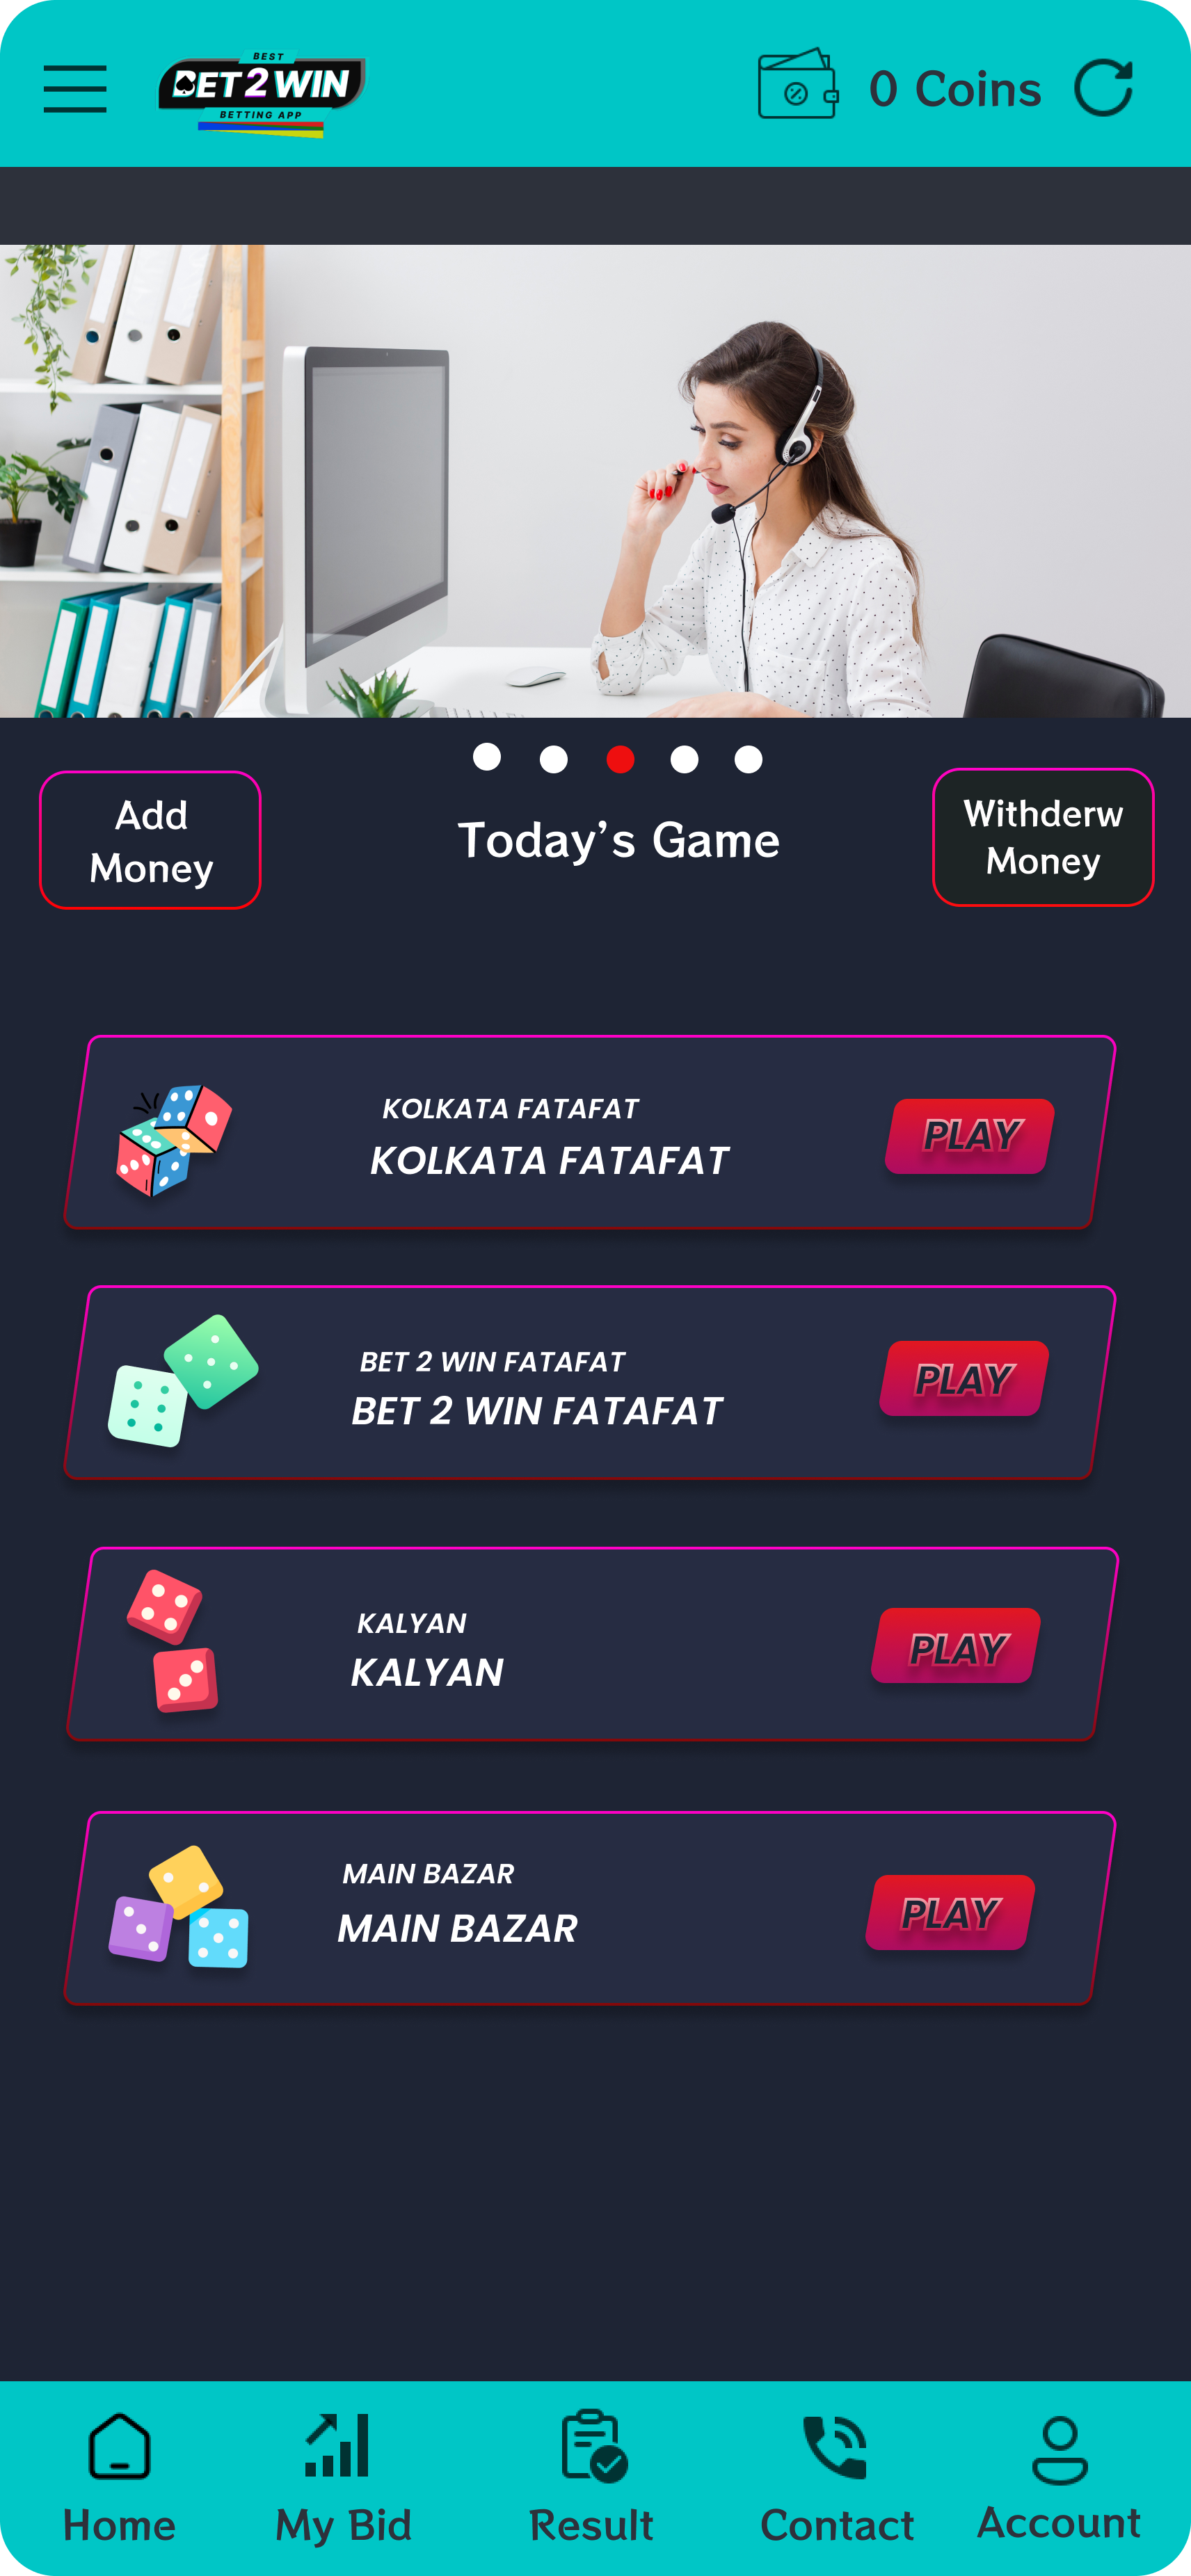 BEST
BET 2 WIN
BETTING APP
0 Coins
Add
Money
Today's Game
Withderw
Money
KOLKATA FATAFAT
KOLKATA FATAFAT
PLAY
BET 2 WIN FATAFAT
BET 2 WIN FATAFAT
PLAY
KALYAN
KALYAN
PLAY
MAIN BAZAR
MAIN BAZAR
PLAY
Home
My Bid
Result
Contact
Account